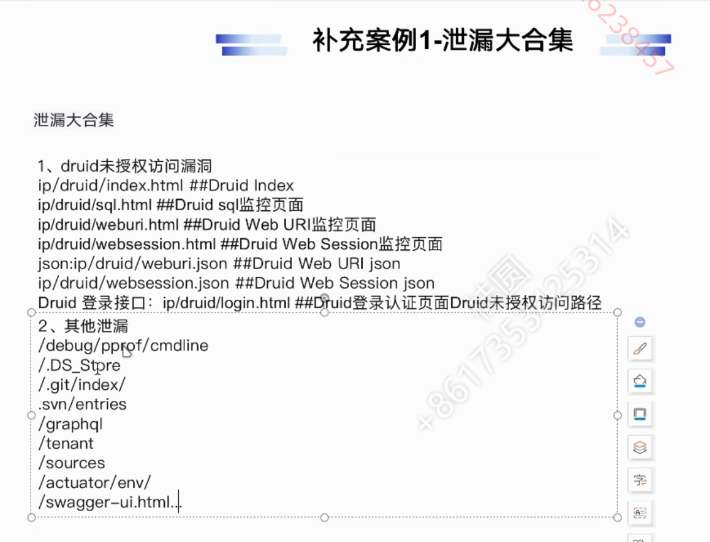 补充案例1-泄漏大合集
泄漏大合集
1、druid未授权访问漏洞
ip/druid/index.html ##Druid Index
ip/druid/sql.html ##Druid sql监控页面
ip/druid/weburi.html ##Druid Web URI监控页面
ip/druid/websession.html ##Druid Web Session监控页面
json:ip/druid/weburi.json ##Druid Web URI json
ip/druid/websession.json ##Druid Web Session json
Druid 登录接口：ip/druid/login.html ##Druid登录认证页面Druid未授权访问路径
2、其他泄漏
/debug/pprof/cmdline
/.DS_Store
/.git/index/
.svn/entries
/graphql
/tenant
/sources
/actuator/env/
/swagger-ui.html...